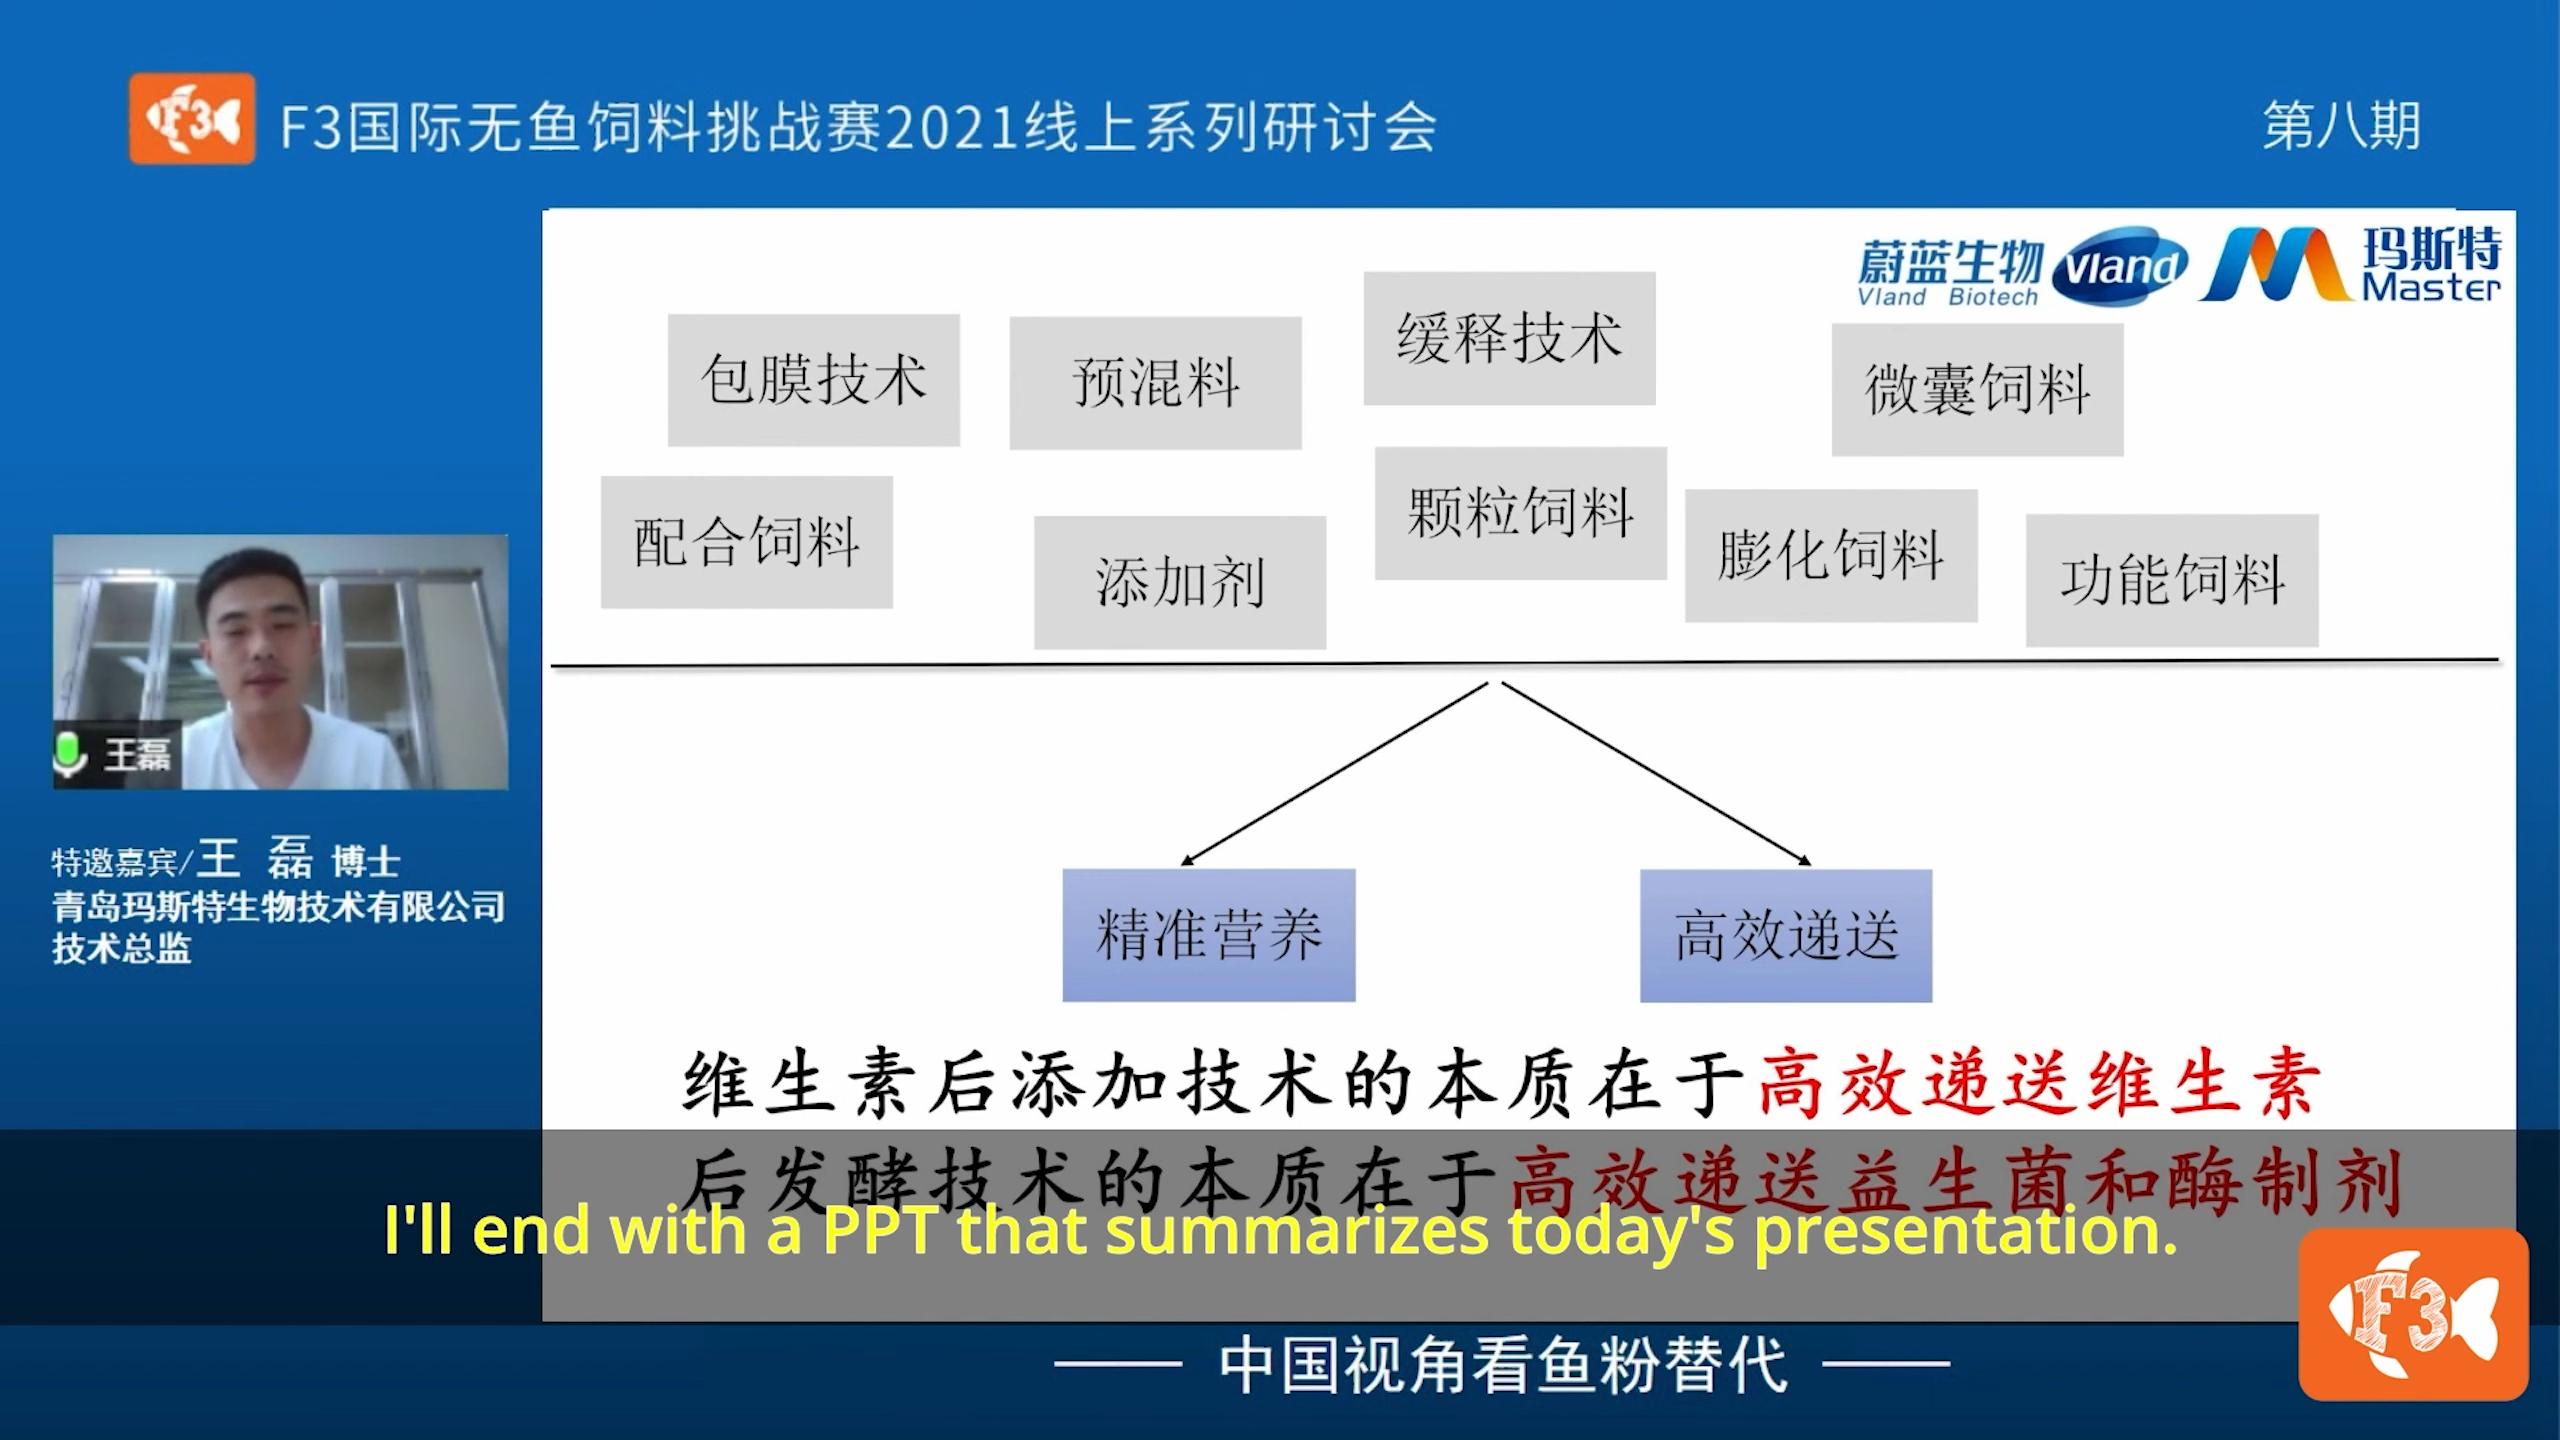 F3
F3国际无鱼饲料挑战赛2021线上系列研讨会
第八期
蔚蓝生物
Vland Biotech
Vland
玛斯特
Master
包膜技术
预混料
缓释技术
微囊饲料
配合饲料
添加剂
颗粒饲料
膨化饲料
功能饲料
王磊
特邀嘉宾/王 磊 博士
青岛玛斯特生物技术有限公司
技术总监
精准营养
高效递送
维生素后添加技术的本质在于高效递送维生素
后发酵技术的本质在于高效递送益生菌和酶制剂
I'll end with a PPT that summarizes today's presentation.
F3
中国视角看鱼粉替代